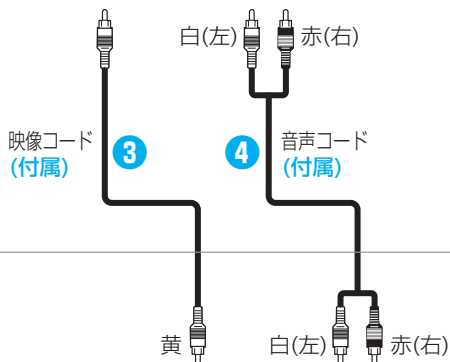 白(左) 赤(右)
映像コード
(付属)
3
4
音声コード
(付属)
黄
白(左) 赤(右)